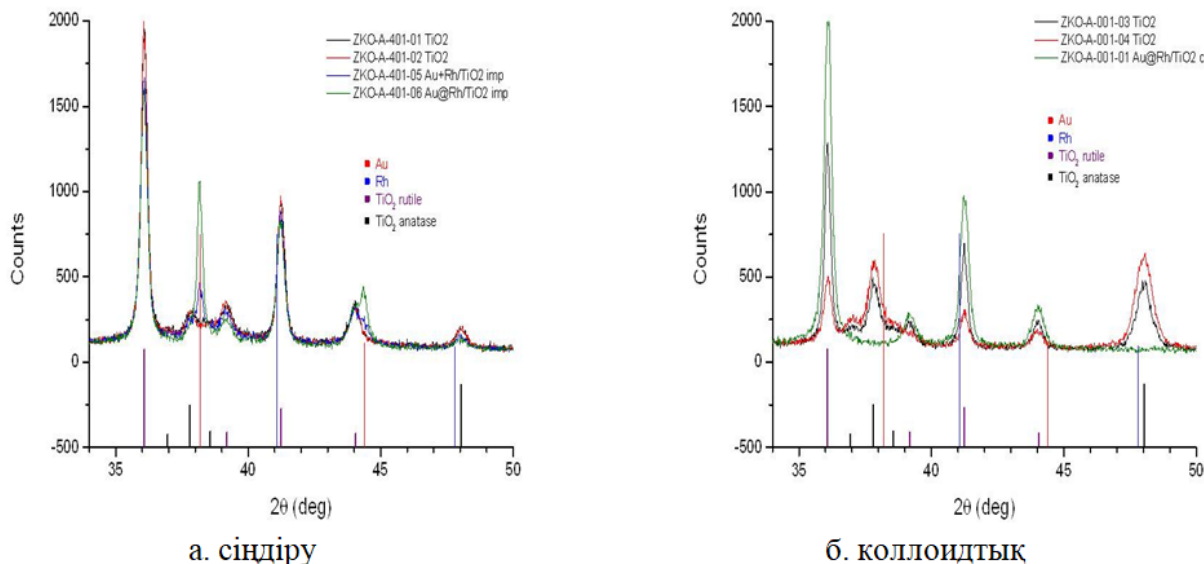 2000
1500
1000
500
0
-500
Counts
35
40
45
50
2θ (deg)
ZKO-A-401-01 TiO2
ZKO-A-401-02 TiO2
ZKO-A-401-05 Au+Rh/TiO2 imp
ZKO-A-401-06 Au@Rh/TiO2 imp
Au
Rh
TiO₂ rutile
TiO₂ anatase
а. сіңдіру
2000
1500
1000
500
0
-500
Counts
35
40
45
50
2θ (deg)
ZKO-A-001-03 TiO2
ZKO-A-001-04 TiO2
ZKO-A-001-01 Au@Rh/TiO2 c
Au
Rh
TiO₂ rutile
TiO₂ anatase
б. коллоидтық